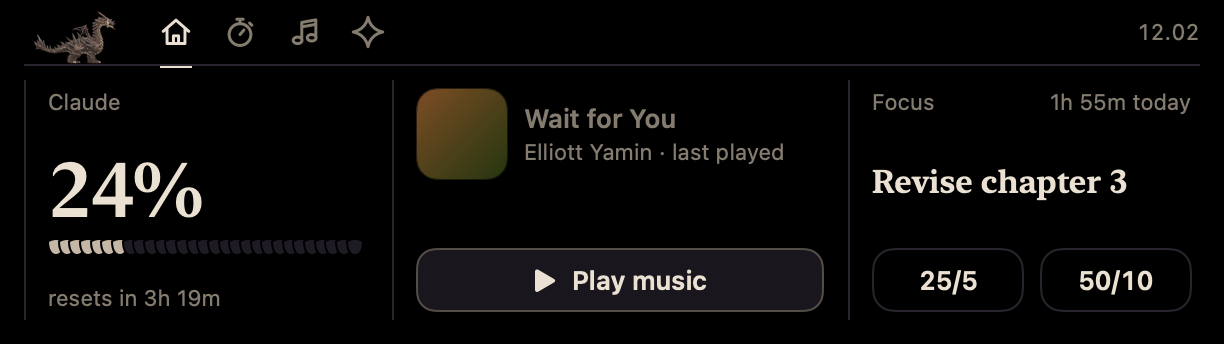 12.02
Claude
24%
resets in 3h 19m
Wait for You
Elliott Yamin · last played
Play music
Focus
1h 55m today
Revise chapter 3
25/5
50/10